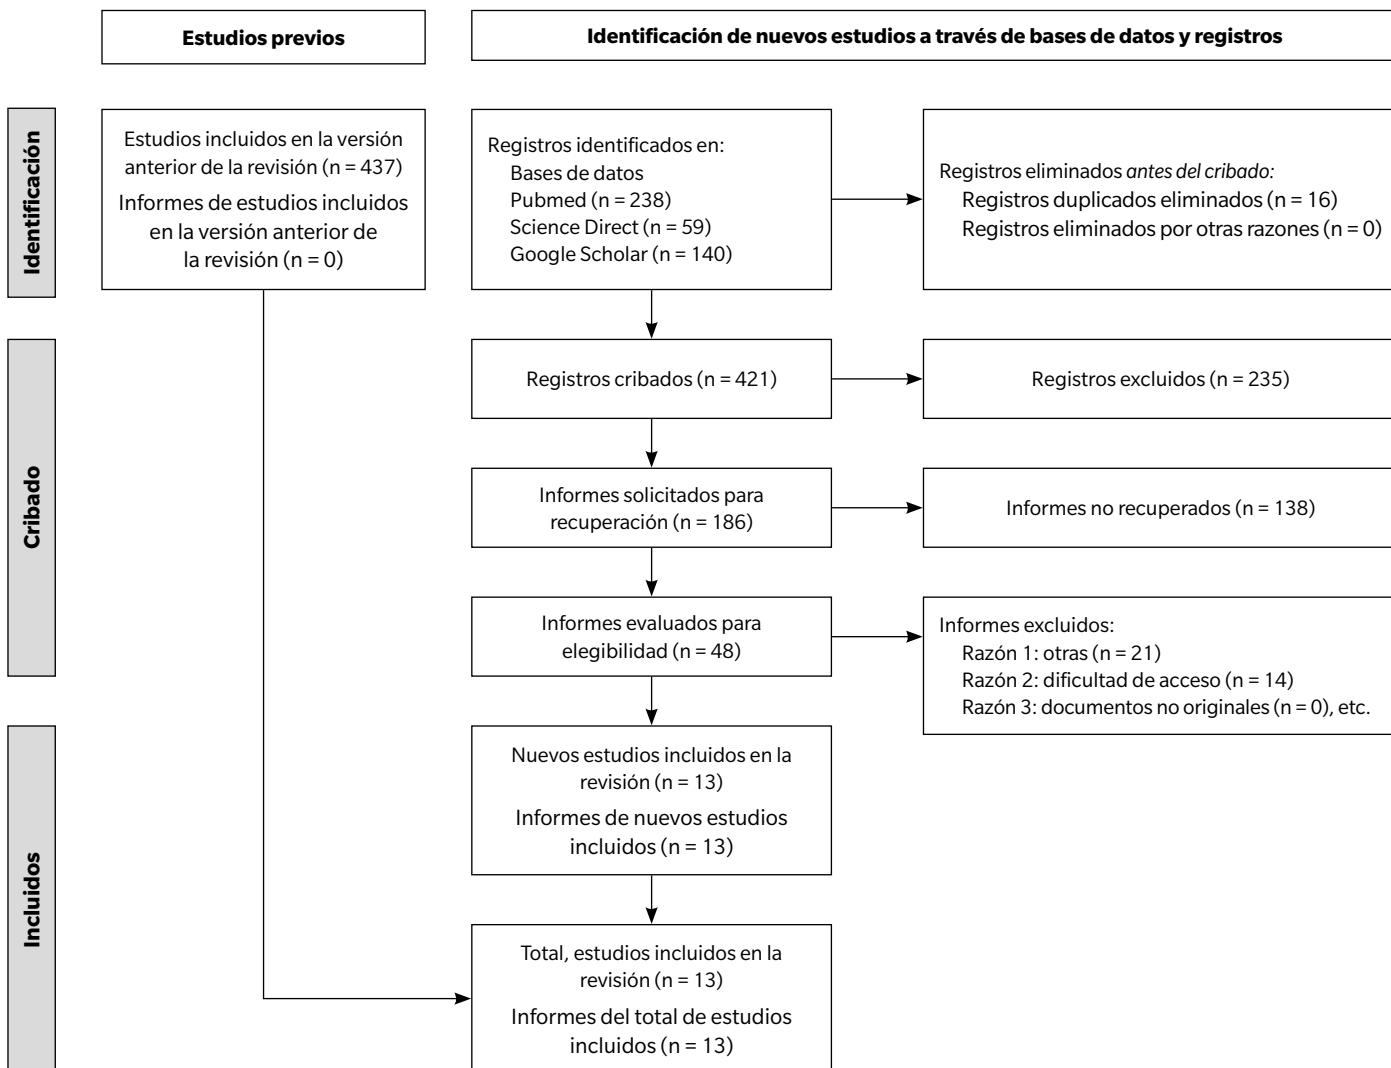 Estudios previos
Identificación de nuevos estudios a través de bases de datos y registros
Identificación
Estudios incluidos en la versión
anterior de la revisión (n = 437)
Informes de estudios incluidos
en la versión anterior de
la revisión (n = 0)
Registros identificados en:
Bases de datos
Pubmed (n = 238)
Science Direct (n = 59)
Google Scholar (n = 140)
Registros eliminados antes del cribado:
Registros duplicados eliminados (n = 16)
Registros eliminados por otras razones (n = 0)
Cribado
Registros cribados (n = 421)
Registros excluidos (n = 235)
Informes solicitados para
recuperación (n = 186)
Informes no recuperados (n = 138)
Informes evaluados para
elegibilidad (n = 48)
Informes excluidos:
Razón 1: otras (n = 21)
Razón 2: dificultad de acceso (n = 14)
Razón 3: documentos no originales (n = 0), etc.
Incluidos
Nuevos estudios incluidos en la
revisión (n = 13)
Informes de nuevos estudios
incluidos (n = 13)
Total, estudios incluidos en la
revisión (n = 13)
Informes del total de estudios
incluidos (n = 13)